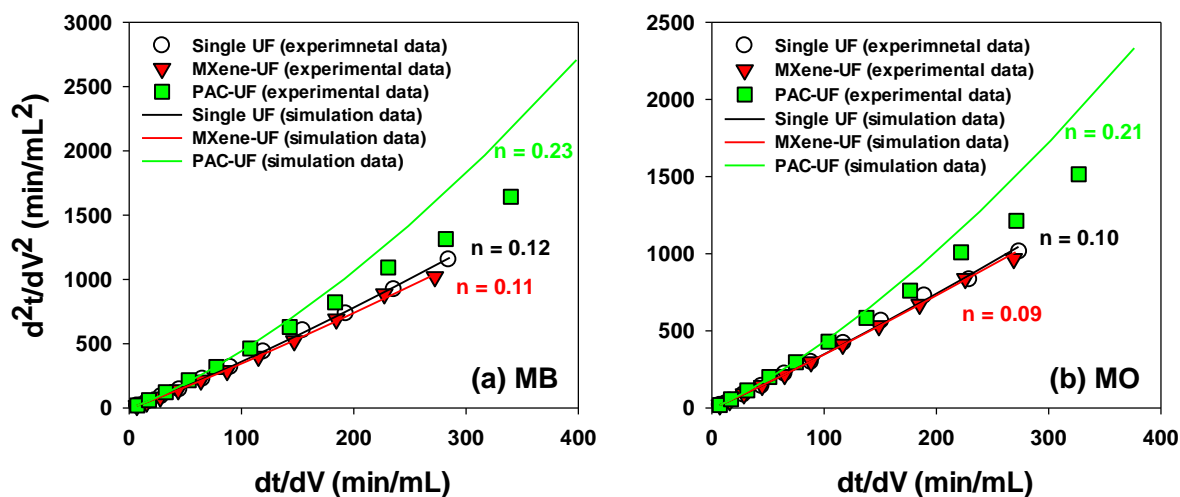 3000
2500
2000
1500
1000
500
0
d²t/dV² (min/mL²)
Single UF (experimnetal data)
MXene-UF (experimental data)
PAC-UF (experimental data)
Single UF (simulation data)
MXene-UF (simulation data)
PAC-UF (simulation data)
n = 0.23
n = 0.12
n = 0.11
(a) MB
0 100 200 300 400
dt/dV (min/mL)
2500
2000
1500
1000
500
0
Single UF (experimental data)
MXene-UF (experimental data)
PAC-UF (experimental data)
Single UF (simulation data)
MXene-UF (simulation data)
PAC-UF (simulation data)
n = 0.21
n = 0.10
n = 0.09
(b) MO
0 100 200 300 400
dt/dV (min/mL)